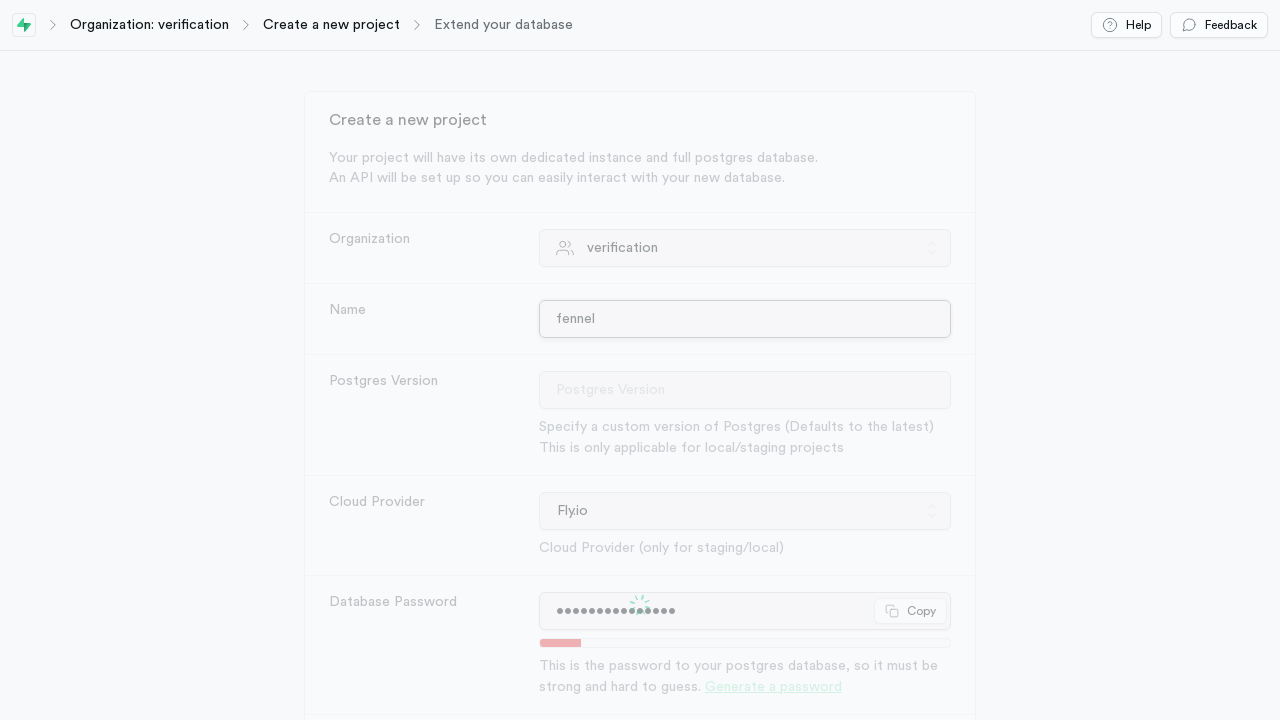 Organization: verification
Create a new project
Extend your database
Help
Feedback
Create a new project
Your project will have its own dedicated instance and full postgres database.
An API will be set up so you can easily interact with your new database.
Organization
verification
Name
fennel
Postgres Version
Postgres Version
Specify a custom version of Postgres (Defaults to the latest)
This is only applicable for local/staging projects
Cloud Provider
Fly.io
Cloud Provider (only for staging/local)
Database Password
Copy
This is the password to your postgres database, so it must be
strong and hard to guess. Generate a password